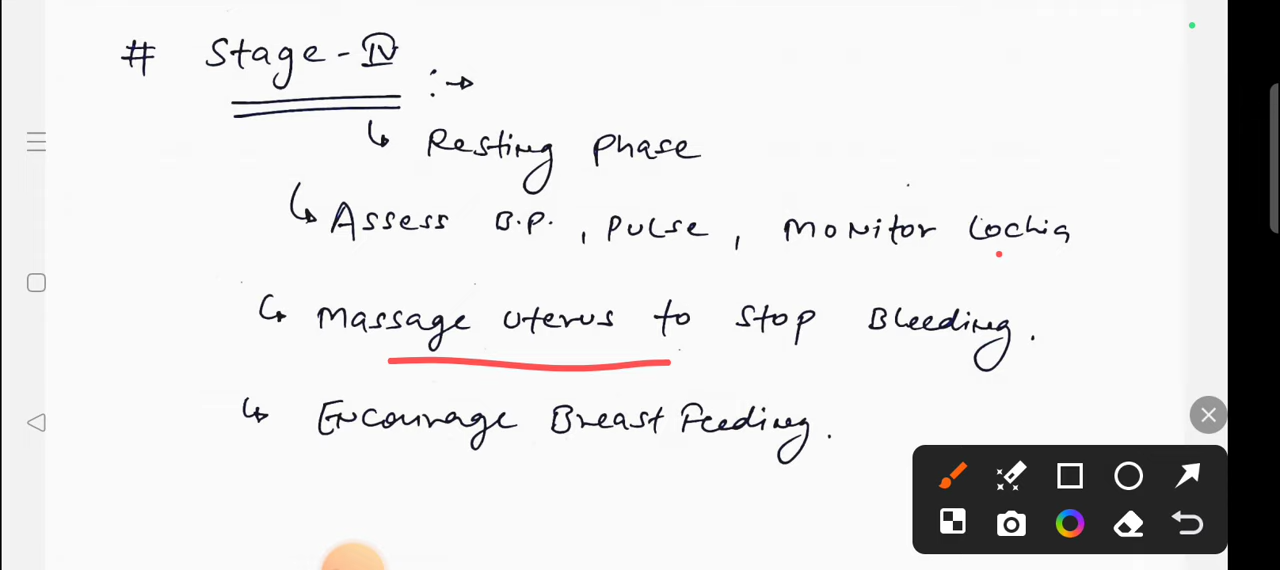 # Stage-IV :→
↳ Resting Phase
↳ Assess B.P., Pulse, Monitor Lochia
↳ Massage Uterus to Stop Bleeding.
↳ Encourage Breast Feeding.